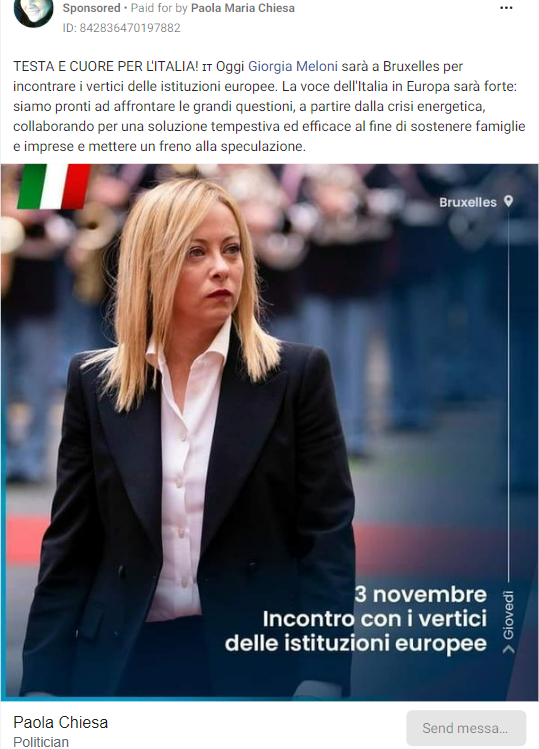 Sponsored • Paid for by Paola Maria Chiesa
ID: 842836470197882
TESTA E CUORE PER L'ITALIA! IT Oggi Giorgia Meloni sarà a Bruxelles per
incontrare i vertici delle istituzioni europee. La voce dell'Italia in Europa sarà forte:
siamo pronti ad affrontare le grandi questioni, a partire dalla crisi energetica,
collaborando per una soluzione tempestiva ed efficace al fine di sostenere famiglie
e imprese e mettere un freno alla speculazione.
Bruxelles
3 novembre
Incontro con i vertici
delle istituzioni europee
Giovedì
Paola Chiesa
Politician
Send messa...